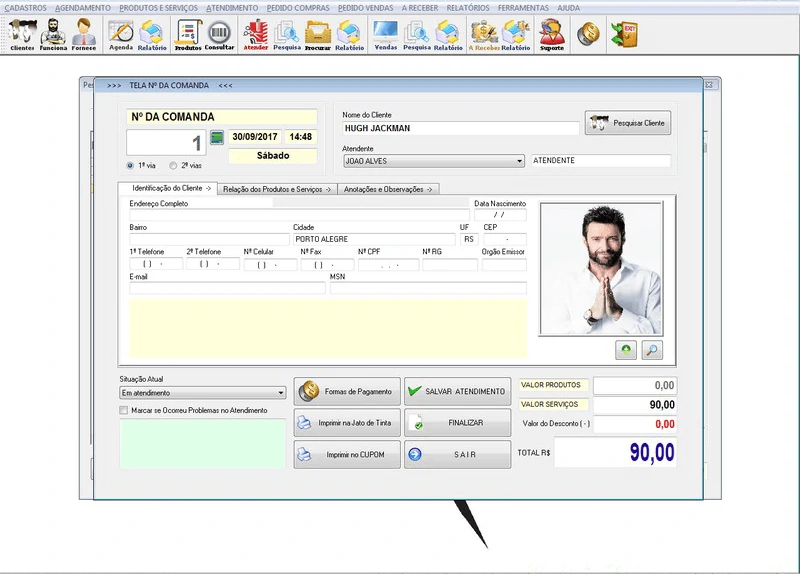 CADASTROS AGENDAMENTO PRODUTOS E SERVIÇOS ATENDIMENTO PEDIDO COMPRAS PEDIDO VENDAS A RECEBER RELATÓRIOS FERRAMENTAS AJUDA
Clientes Funciona Fornese Agenda Relatório Produtos Consultar Atender Pesquisa Procurar Relatório Vendas Pesquisa Relatório A Receber Relatório Suporte EXIT
>>> TELA Nº DA COMANDA <<<
Nº DA COMANDA
1
30/09/2017 14:48
Sábado
1ª via 2ª vias
Nome do Cliente
HUGH JACKMAN
Pesquisar Cliente
Atendente
JOAO ALVES ATENDENTE
Identificação do Cliente -> Relação dos Produtos e Serviços -> Anotações e Observações ->
Endereço Completo Data Nascimento
/ /
Bairro Cidade UF CEP
PORTO ALEGRE RS -
1ª Telefone 2ª Telefone Nº Celular Nº Fax Nº CPF Nº RG Orgão Emissor
( ) - ( ) - ( ) - ( ) - . . -
E-mail MSN
Situação Atual
Em atendimento
Marcar se Ocorreu Problemas no Atendimento
Formas de Pagamento SALVAR ATENDIMENTO
Imprimir na Jato de Tinta FINALIZAR
Imprimir no CUPOM S A I R
VALOR PRODUTOS 0,00
VALOR SERVIÇOS 90,00
Valor do Desconto ( - ) 0,00
TOTAL R$ 90,00